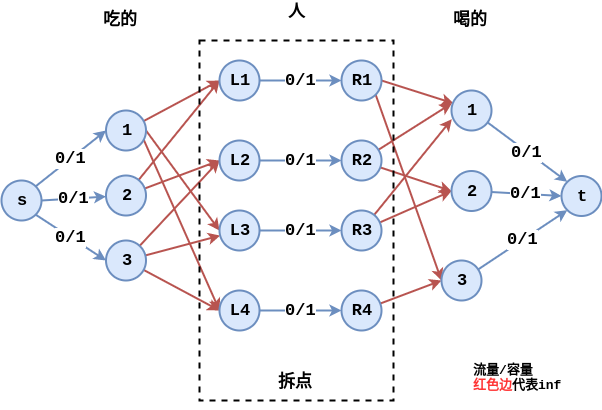 吃的 人 喝的
L1 0/1 R1
1 1
0/1 0/1
L2 0/1 R2
s 0/1 2 2 0/1 t
0/1 L3 0/1 R3 0/1
3 3
L4 0/1 R4
流量/容量
拆点 红色边代表inf